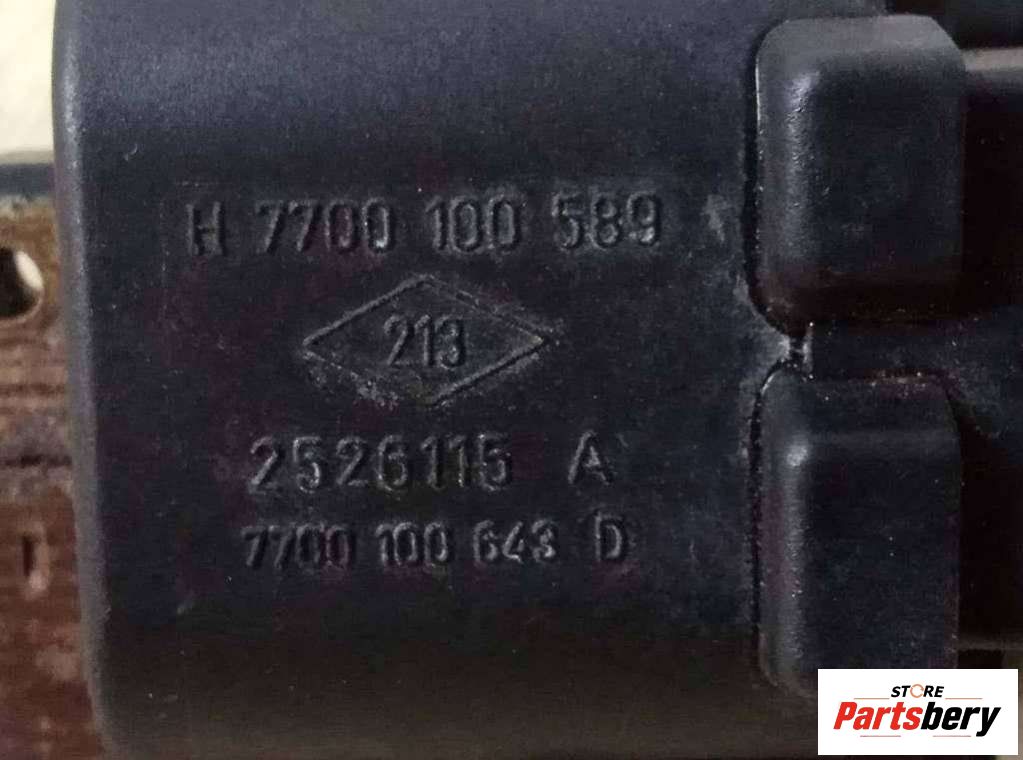 H 7700 100 589
213
2526115 A
7700 100 643 D
STORE
Partsbery